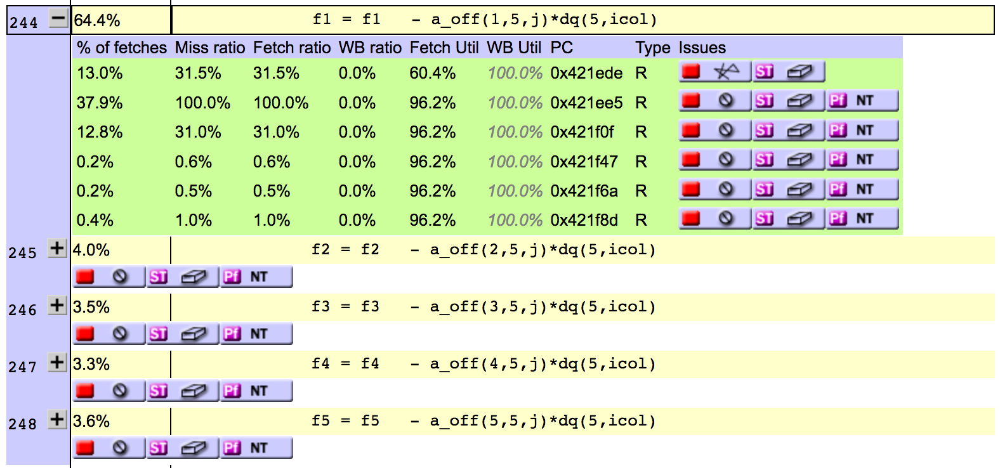 244 − 64.4% f1 = f1 - a_off(1,5,j)*dq(5,icol)
% of fetches Miss ratio Fetch ratio WB ratio Fetch Util WB Util PC Type Issues
13.0% 31.5% 31.5% 0.0% 60.4% 100.0% 0x421ede R ST
37.9% 100.0% 100.0% 0.0% 96.2% 100.0% 0x421ee5 R ST Pf NT
12.8% 31.0% 31.0% 0.0% 96.2% 100.0% 0x421f0f R ST Pf NT
0.2% 0.6% 0.6% 0.0% 96.2% 100.0% 0x421f47 R ST Pf NT
0.2% 0.5% 0.5% 0.0% 96.2% 100.0% 0x421f6a R ST Pf NT
0.4% 1.0% 1.0% 0.0% 96.2% 100.0% 0x421f8d R ST Pf NT
245 + 4.0% f2 = f2 - a_off(2,5,j)*dq(5,icol)
ST Pf NT
246 + 3.5% f3 = f3 - a_off(3,5,j)*dq(5,icol)
ST Pf NT
247 + 3.3% f4 = f4 - a_off(4,5,j)*dq(5,icol)
ST Pf NT
248 + 3.6% f5 = f5 - a_off(5,5,j)*dq(5,icol)
ST Pf NT